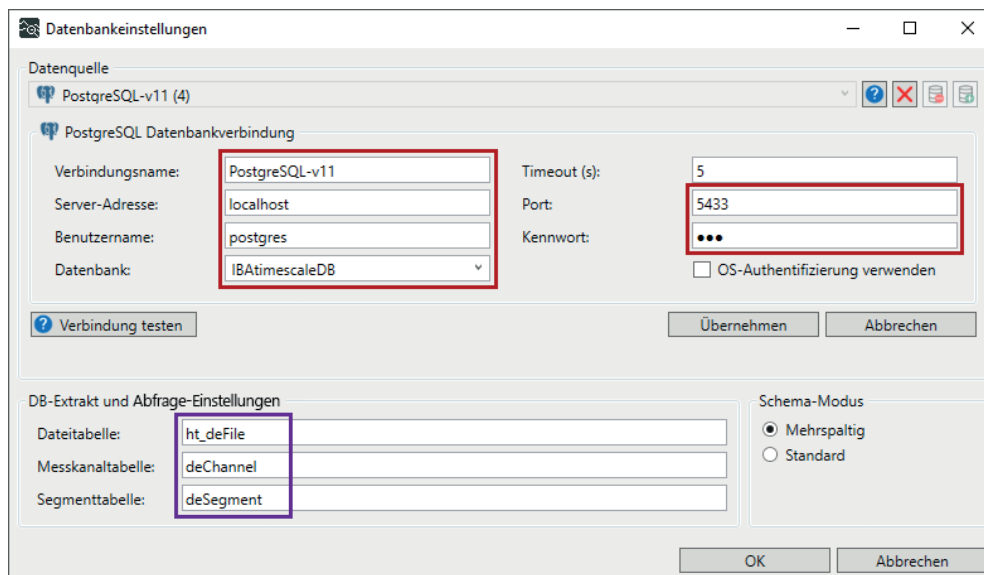 Datenbankeinstellungen
Datenquelle
PostgreSQL-v11 (4)
PostgreSQL Datenbankverbindung
Verbindungsname: PostgreSQL-v11 Timeout (s): 5
Server-Adresse: localhost Port: 5433
Benutzername: postgres Kennwort: ●●●
Datenbank: IBAtimescaleDB OS-Authentifizierung verwenden
Verbindung testen Übernehmen Abbrechen
DB-Extrakt und Abfrage-Einstellungen Schema-Modus
Dateitabelle: ht_deFile Mehrspaltig
Messkanaltabelle: deChannel Standard
Segmenttabelle: deSegment
OK Abbrechen